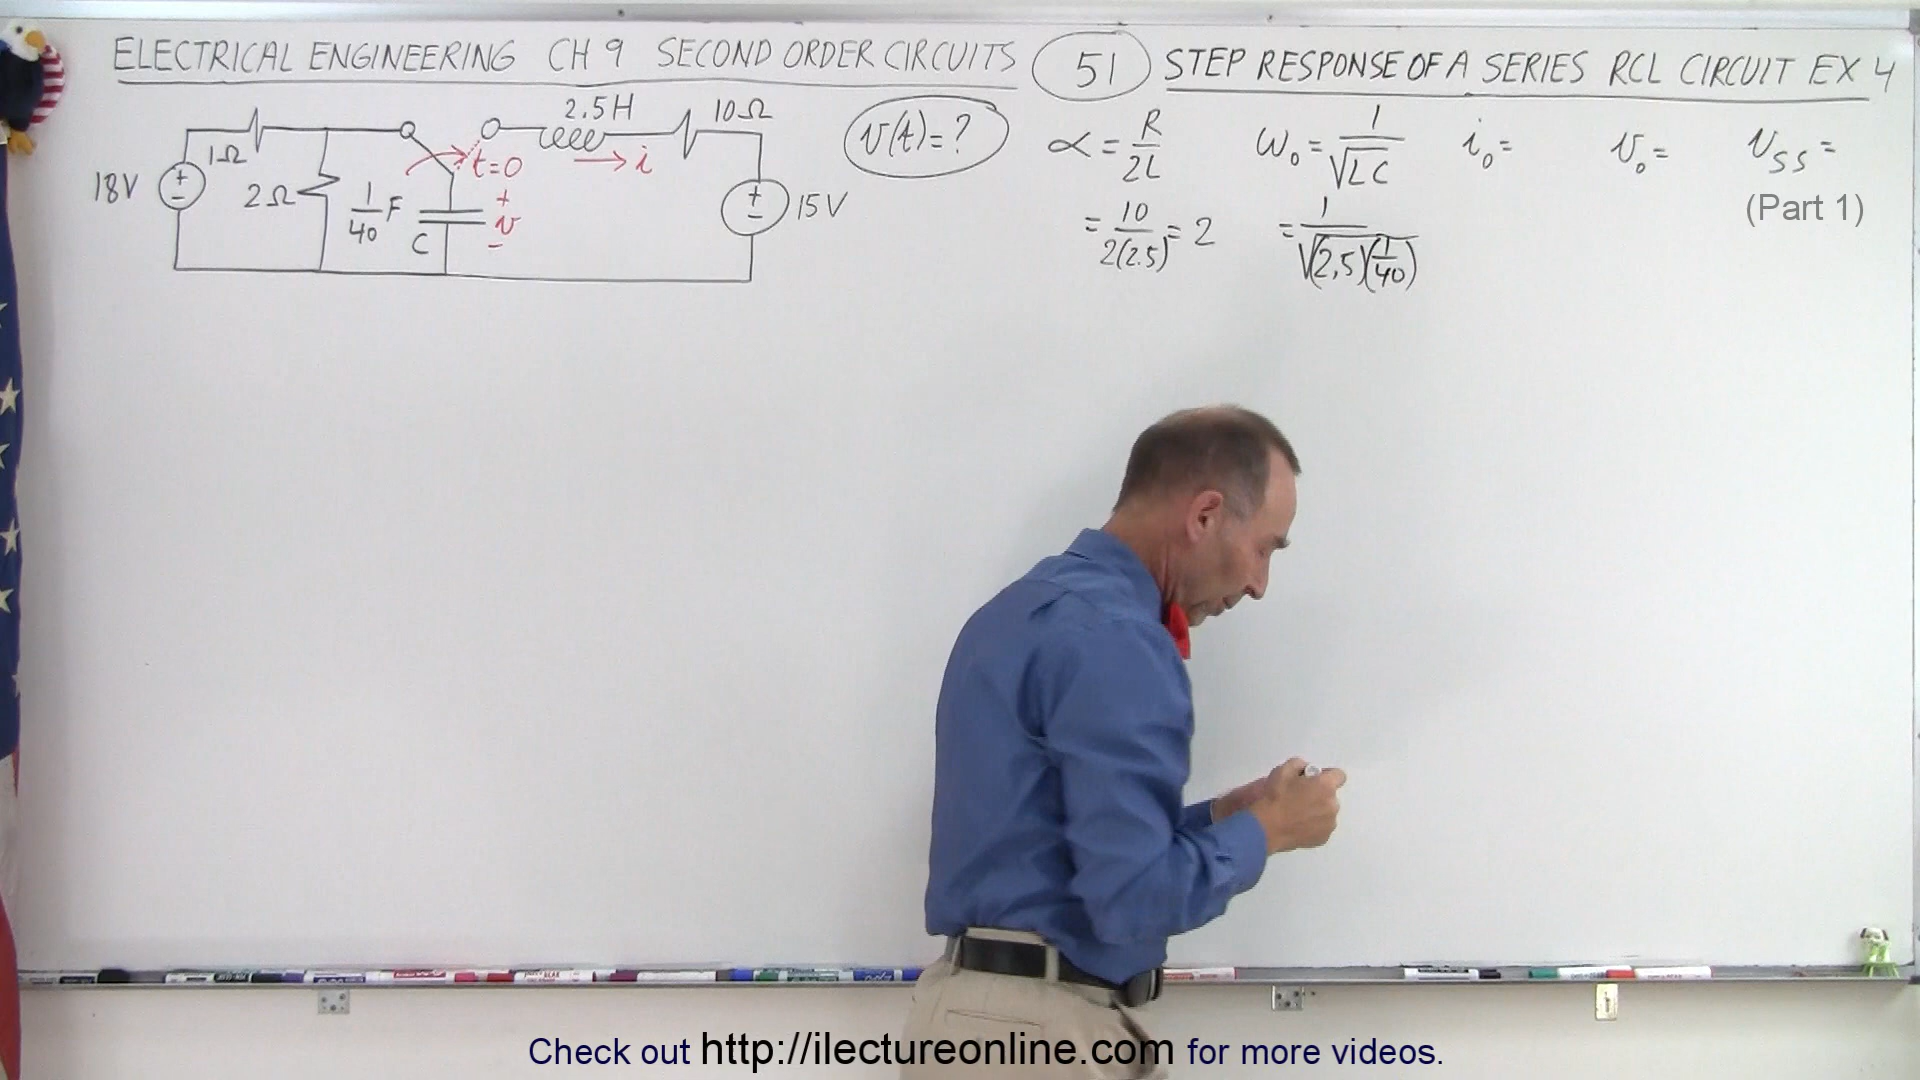 ELECTRICAL ENGINEERING CH 9 SECOND ORDER CIRCUITS 51 STEP RESPONSE OF A SERIES RCL CIRCUIT EX 4
18V 1Ω 2Ω 1/40 F C t=0 + v - 2.5H i 10Ω + - 15V
+ -
v(t)=?
α = R/2L
= 10/2(2.5) = 2
ω₀ = 1/√LC
= 1/√(2,5)(1/40)
i₀ =
v₀ =
v_SS =
(Part 1)
Check out http://ilectureonline.com for more videos.